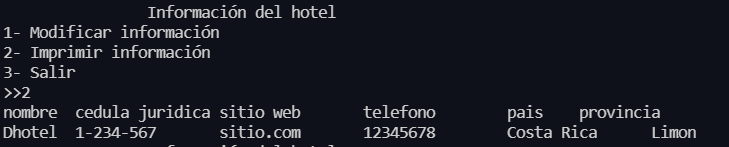 Información del hotel
1- Modificar información
2- Imprimir información
3- Salir
>>2
nombre cedula juridica sitio web telefono pais provincia
Dhotel 1-234-567 sitio.com 12345678 Costa Rica Limon